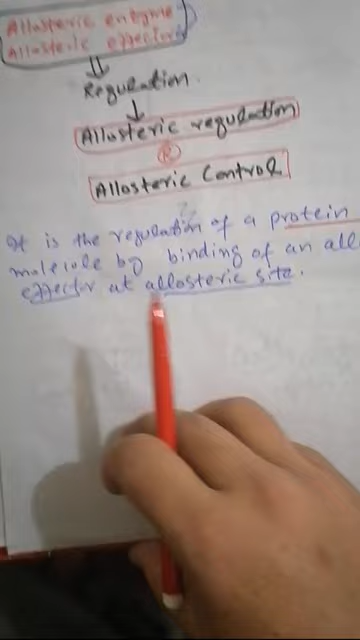 Allosteric enzyme
Allosteric effector
Regulation.
Allosteric regulation
R
Allosteric Control
It is the regulation of a protein
molecule by binding of an all
effector at allosteric site.